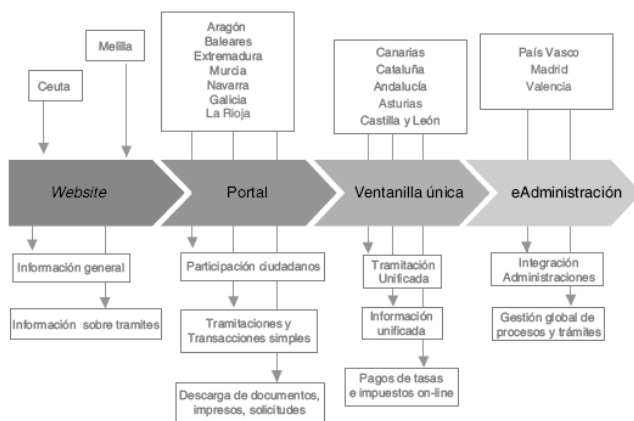 Aragón
Baleares
Extremadura
Murcia
Navarra
Galicia
La Rioja
Melilla
Ceuta
Canarias
Cataluña
Andalucía
Asturias
Castilla y León
País Vasco
Madrid
Valencia
Website
Portal
Ventanilla única
eAdministración
Información general
Información sobre tramites
Participación ciudadanos
Tramitaciones y
Transacciones simples
Descarga de documentos,
impresos, solicitudes
Tramitación
Unificada
Información
unificada
Pagos de tasas
e impuestos on-line
Integración
Administraciones
Gestión global de
procesos y trámites